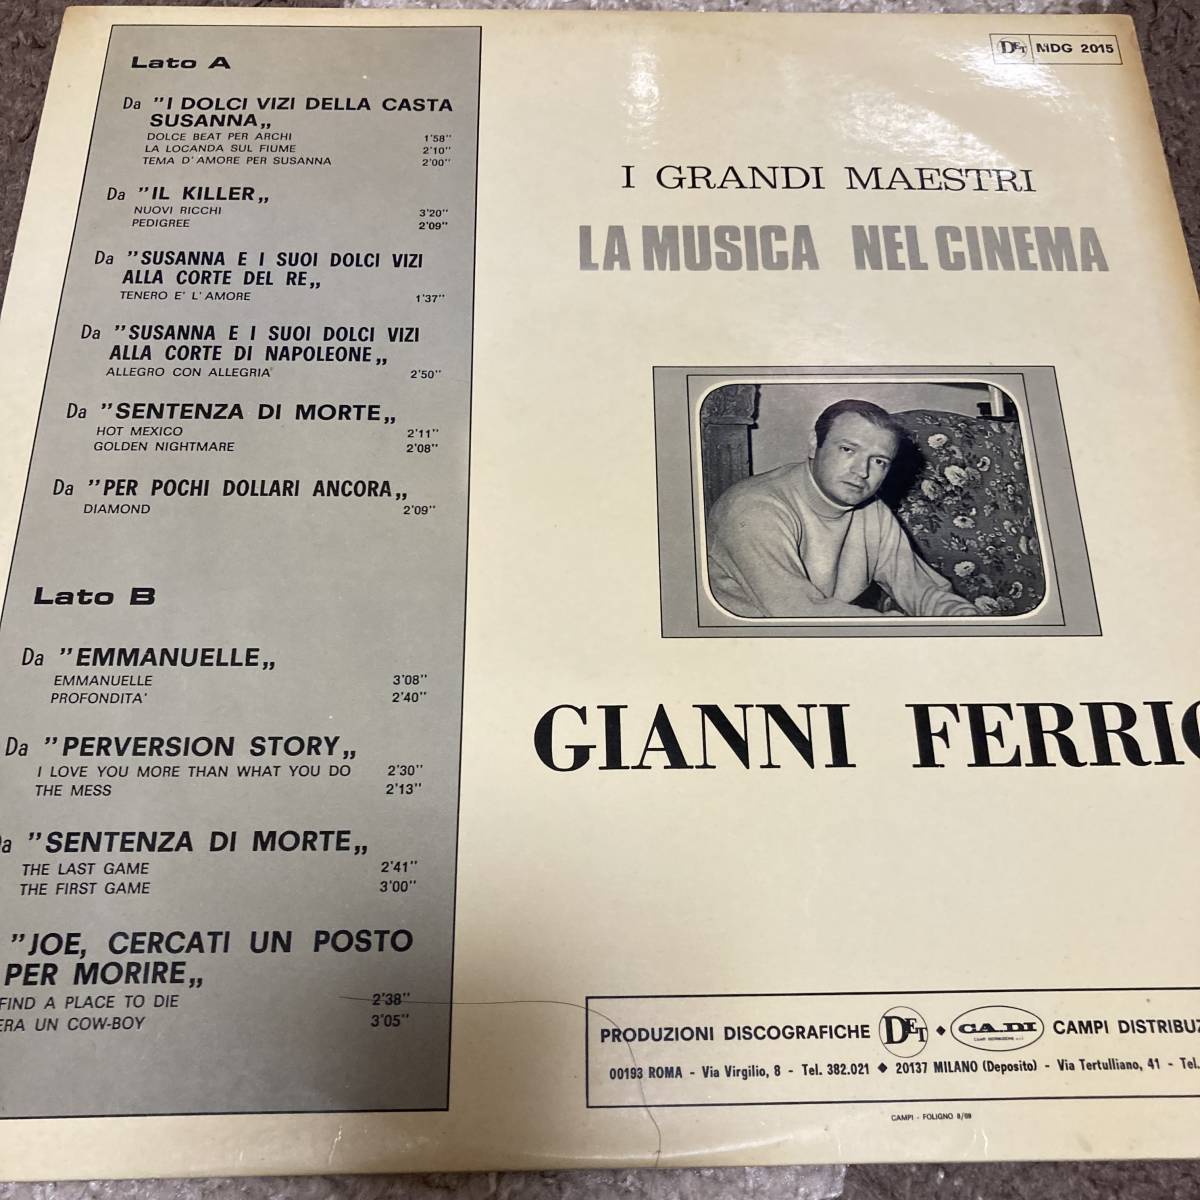 Lato A
Da "I DOLCI VIZI DELLA CASTA
SUSANNA„
DOLCE BEAT PER ARCHI 1'58"
LA LOCANDA SUL FIUME 2'10"
TEMA D'AMORE PER SUSANNA 2'00"
Da "IL KILLER„
NUOVI RICCHI 3'20"
PEDIGREE 2'09"
Da "SUSANNA E I SUOI DOLCI VIZI
ALLA CORTE DEL RE„
TENERO E' L'AMORE 1'37"
Da "SUSANNA E I SUOI DOLCI VIZI
ALLA CORTE DI NAPOLEONE„
ALLEGRO CON ALLEGRIA' 2'50"
Da "SENTENZA DI MORTE„
HOT MEXICO 2'11"
GOLDEN NIGHTMARE 2'08"
Da "PER POCHI DOLLARI ANCORA„
DIAMOND 2'09"
Lato B
Da "EMMANUELLE„
EMMANUELLE 3'08"
PROFONDITA' 2'40"
Da "PERVERSION STORY„
I LOVE YOU MORE THAN WHAT YOU DO 2'30"
THE MESS 2'13"
Da "SENTENZA DI MORTE„
THE LAST GAME 2'41"
THE FIRST GAME 3'00"
"JOE, CERCATI UN POSTO
PER MORIRE„
FIND A PLACE TO DIE 2'38"
ERA UN COW-BOY 3'05"
DET MDG 2015
I GRANDI MAESTRI
LA MUSICA NEL CINEMA
GIANNI FERRIO
PRODUZIONI DISCOGRAFICHE DET ◆ CA.DI CAMPI DISTRIBUZ
00193 ROMA - Via Virgilio, 8 - Tel. 382.021 ◆ 20137 MILANO (Deposito) - Via Tertulliano, 41 - Tel.
CAMPI - FOLIGNO 8/69